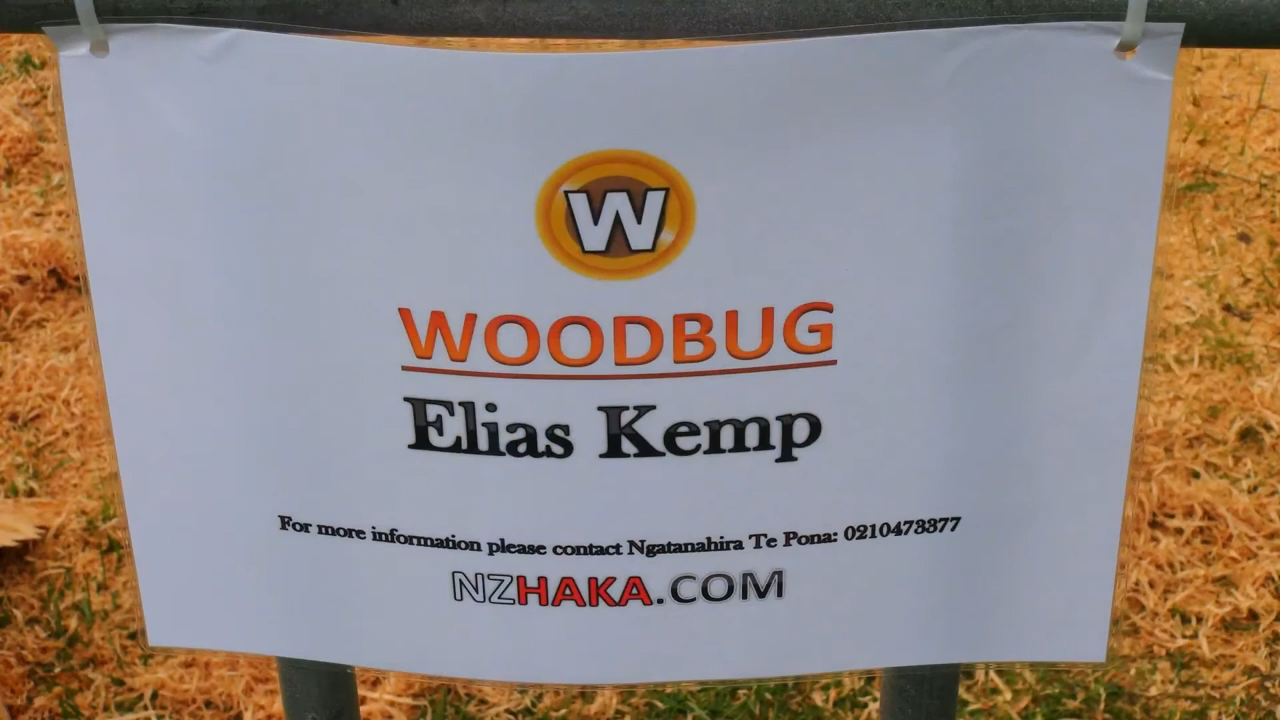 W
WOODBUG
Elias Kemp
For more information please contact Ngatanahira Te Pona: 0210473377
NZHAKA.COM